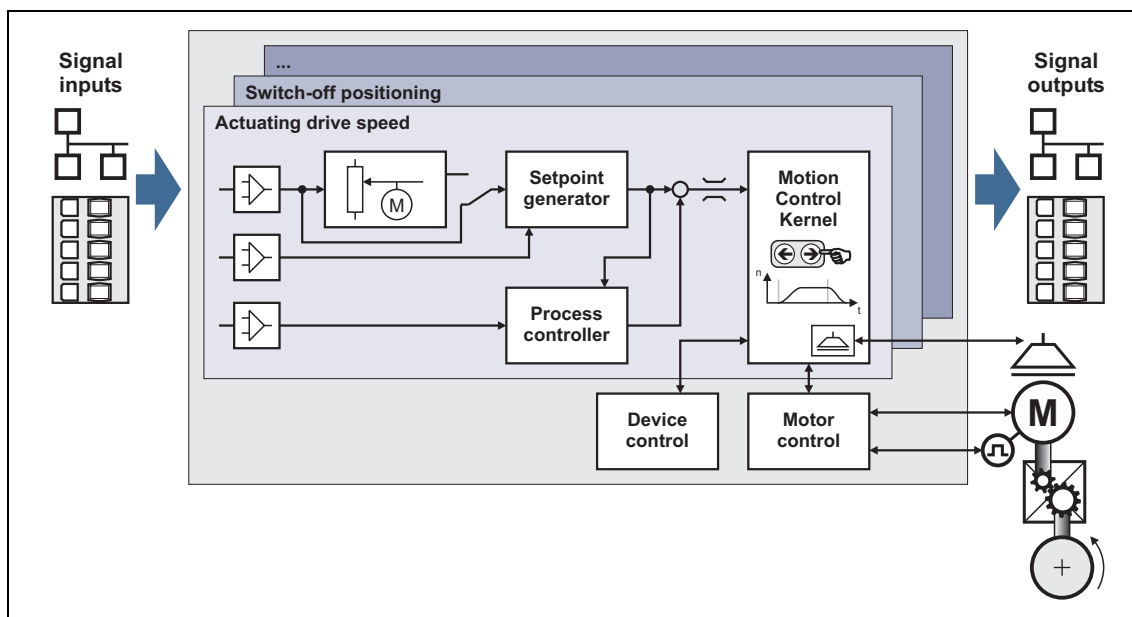 Signal
inputs
...
Switch-off positioning
Actuating drive speed
M
Setpoint
generator
Motion
Control
Kernel
n
t
Process
controller
Device
control
Motor
control
Signal
outputs
M